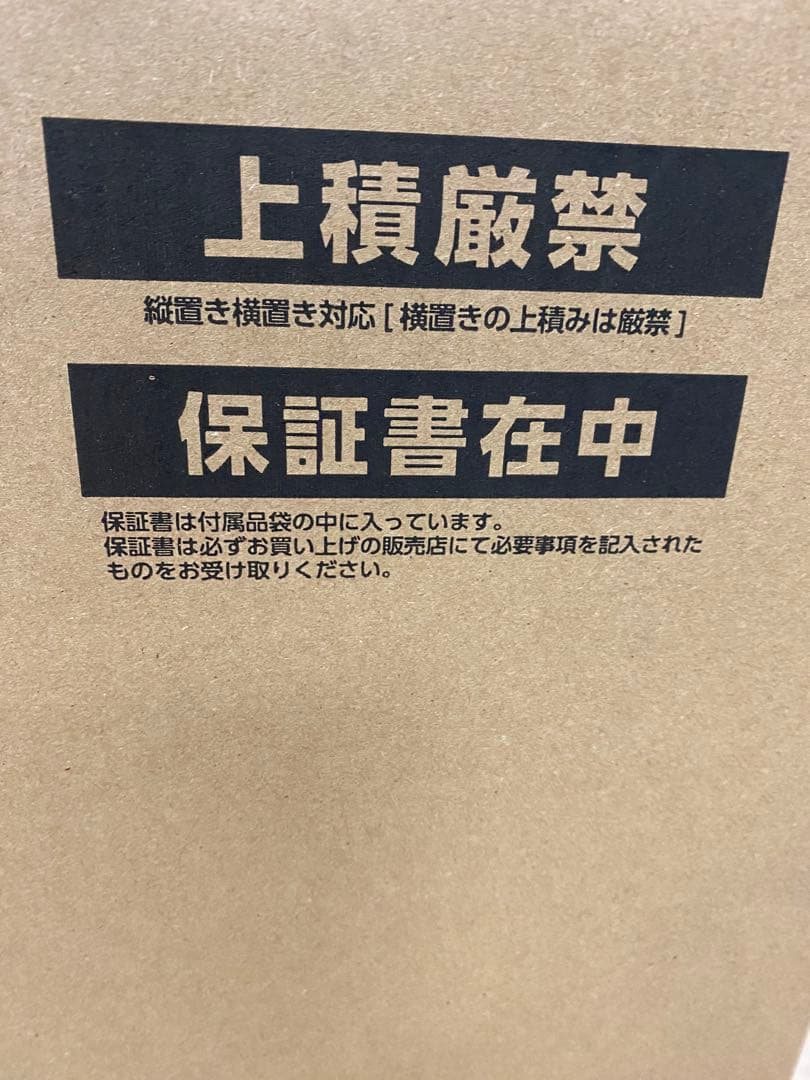 上積厳禁
縦置き横置き対応[横置きの上積みは厳禁]
保証書在中
保証書は付属品袋の中に入っています。
保証書は必ずお買い上げの販売店にて必要事項を記入された
ものをお受け取りください。